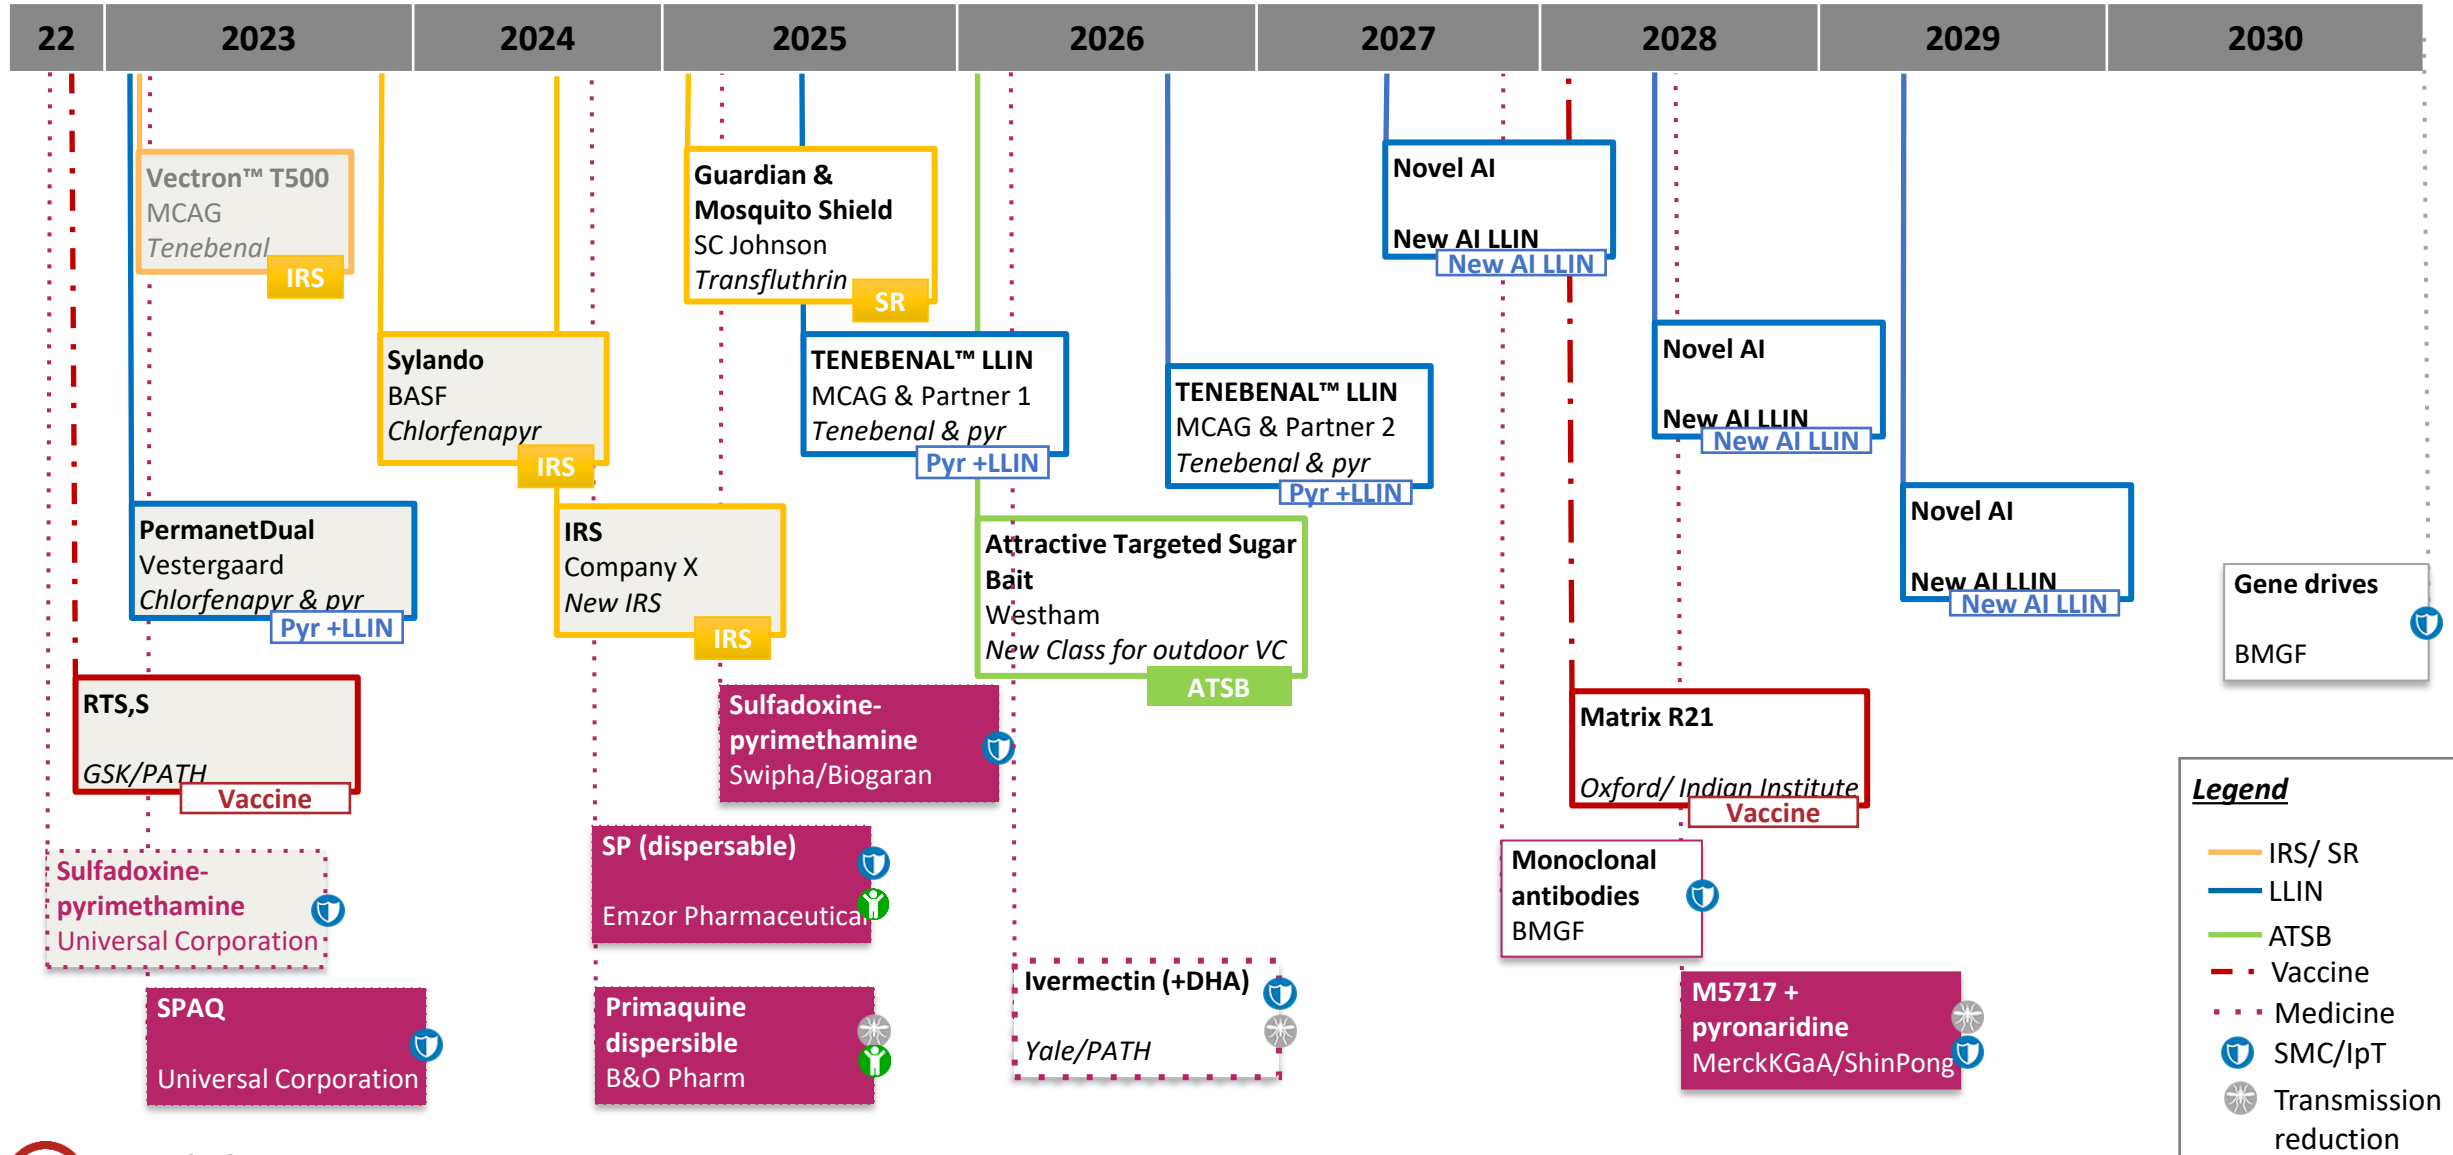 22 2023 2024 2025 2026 2027 2028 2029 2030
Vectron™ T500
MCAG
Tenebenal
IRS
Guardian &
Mosquito Shield
SC Johnson
Transfluthrin
SR
Novel AI
New AI LLIN
New AI LLIN
Sylando
BASF
Chlorfenapyr
IRS
TENEBENAL™ LLIN
MCAG & Partner 1
Tenebenal & pyr
Pyr +LLIN
TENEBENAL™ LLIN
MCAG & Partner 2
Tenebenal & pyr
Pyr +LLIN
Novel AI
New AI LLIN
New AI LLIN
PermanetDual
Vestergaard
Chlorfenapyr & pyr
Pyr +LLIN
IRS
Company X
New IRS
IRS
Attractive Targeted Sugar
Bait
Westham
New Class for outdoor VC
ATSB
Novel AI
New AI LLIN
New AI LLIN
Gene drives
BMGF
RTS,S
GSK/PATH
Vaccine
Sulfadoxine-
pyrimethamine
Swipha/Biogaran
Matrix R21
Oxford/ Indian Institute
Vaccine
Sulfadoxine-
pyrimethamine
Universal Corporation
SP (dispersable)
Emzor Pharmaceutical
Monoclonal
antibodies
BMGF
SPAQ
Universal Corporation
Primaquine
dispersible
B&O Pharm
Ivermectin (+DHA)
Yale/PATH
M5717 +
pyronaridine
MerckKGaA/ShinPong
Legend
IRS/ SR
LLIN
ATSB
Vaccine
Medicine
SMC/IpT
Transmission
reduction